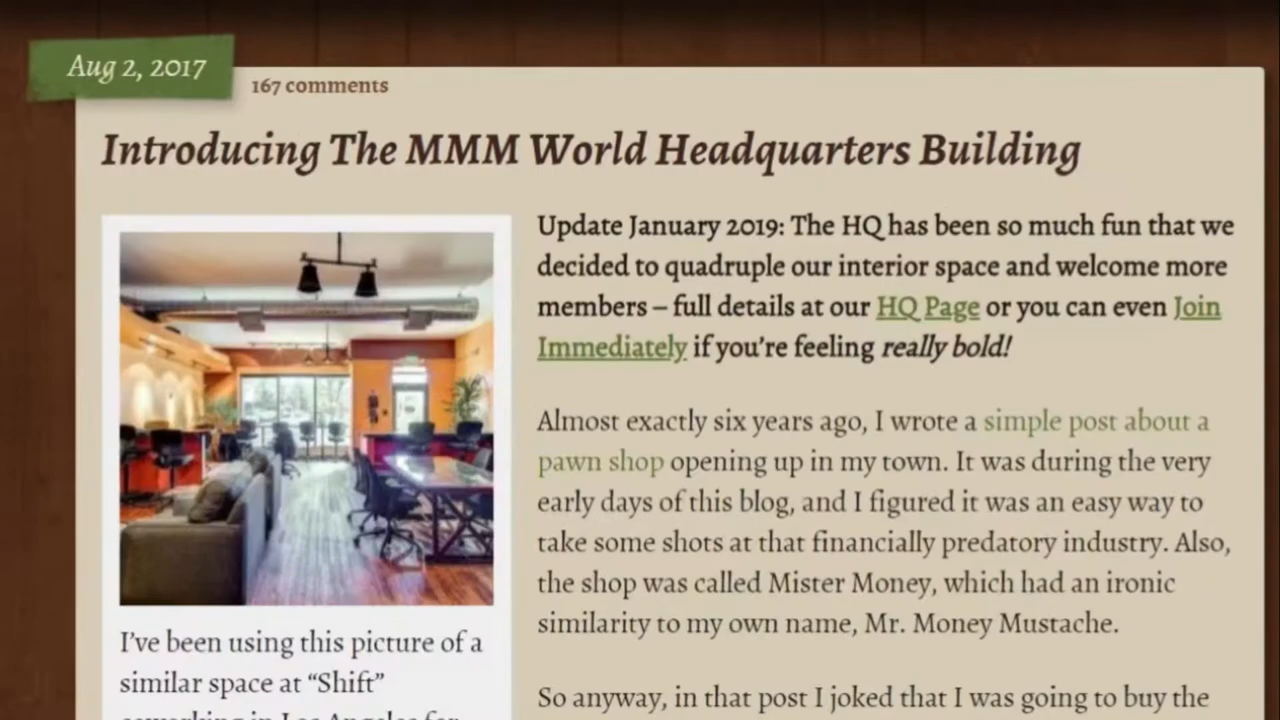 Aug 2, 2017
167 comments
Introducing The MMM World Headquarters Building
Update January 2019: The HQ has been so much fun that we
decided to quadruple our interior space and welcome more
members – full details at our HQ Page or you can even Join
Immediately if you're feeling really bold!
Almost exactly six years ago, I wrote a simple post about a
pawn shop opening up in my town. It was during the very
early days of this blog, and I figured it was an easy way to
take some shots at that financially predatory industry. Also,
the shop was called Mister Money, which had an ironic
similarity to my own name, Mr. Money Mustache.
So anyway, in that post I joked that I was going to buy the
I've been using this picture of a
similar space at “Shift”
coworking in Los Angeles for